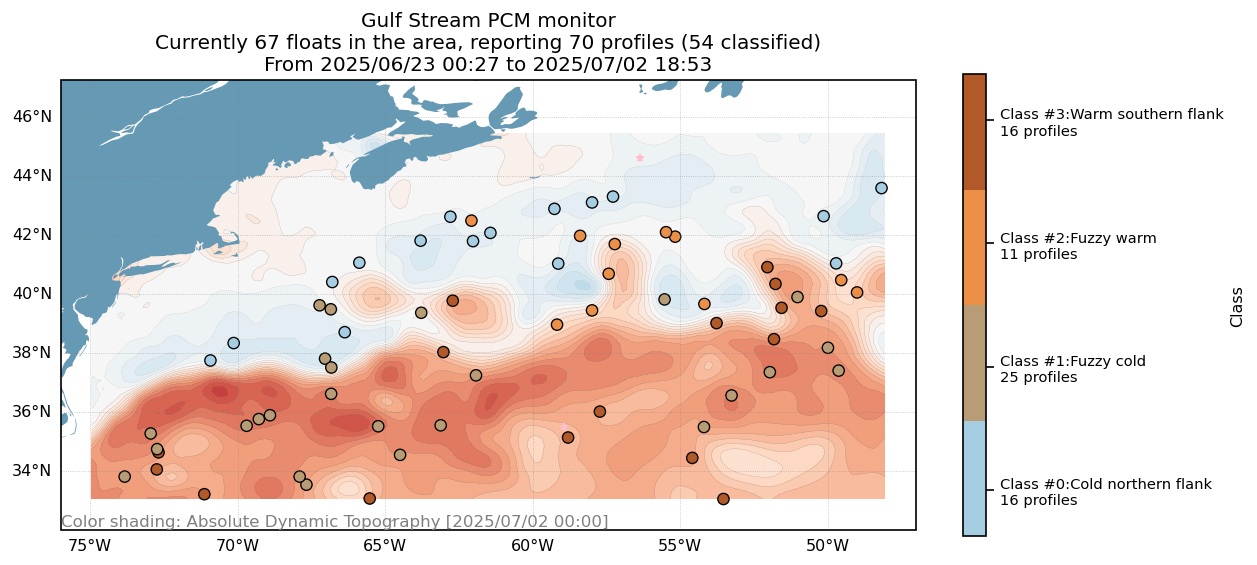 Gulf Stream PCM monitor
Currently 67 floats in the area, reporting 70 profiles (54 classified)
From 2025/06/23 00:27 to 2025/07/02 18:53
46°N
44°N
42°N
40°N
38°N
36°N
34°N
Color shading: Absolute Dynamic Topography [2025/07/02 00:00]
75°W
70°W
65°W
60°W
55°W
50°W
Class #3:Warm southern flank
16 profiles
Class #2:Fuzzy warm
11 profiles
Class #1:Fuzzy cold
25 profiles
Class #0:Cold northern flank
16 profiles
Class